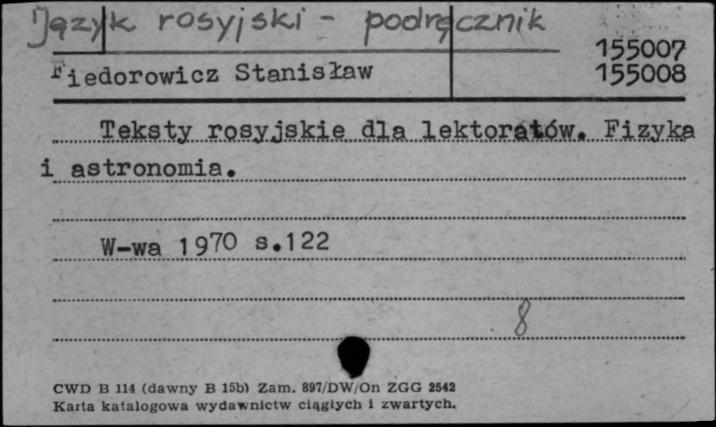 Język rosyjski - podręcznik
155007
Fiedorowicz Stanisław
155008
Teksty rosyjskie dla lektoratów. Fizyka
i astronomia.
W-wa 1970 s.122
8
CWD B 114 (dawny B 15b) Zam. 897/DW/On ZGG 2542
Karta katalogowa wydawnictw ciągłych i zwartych.